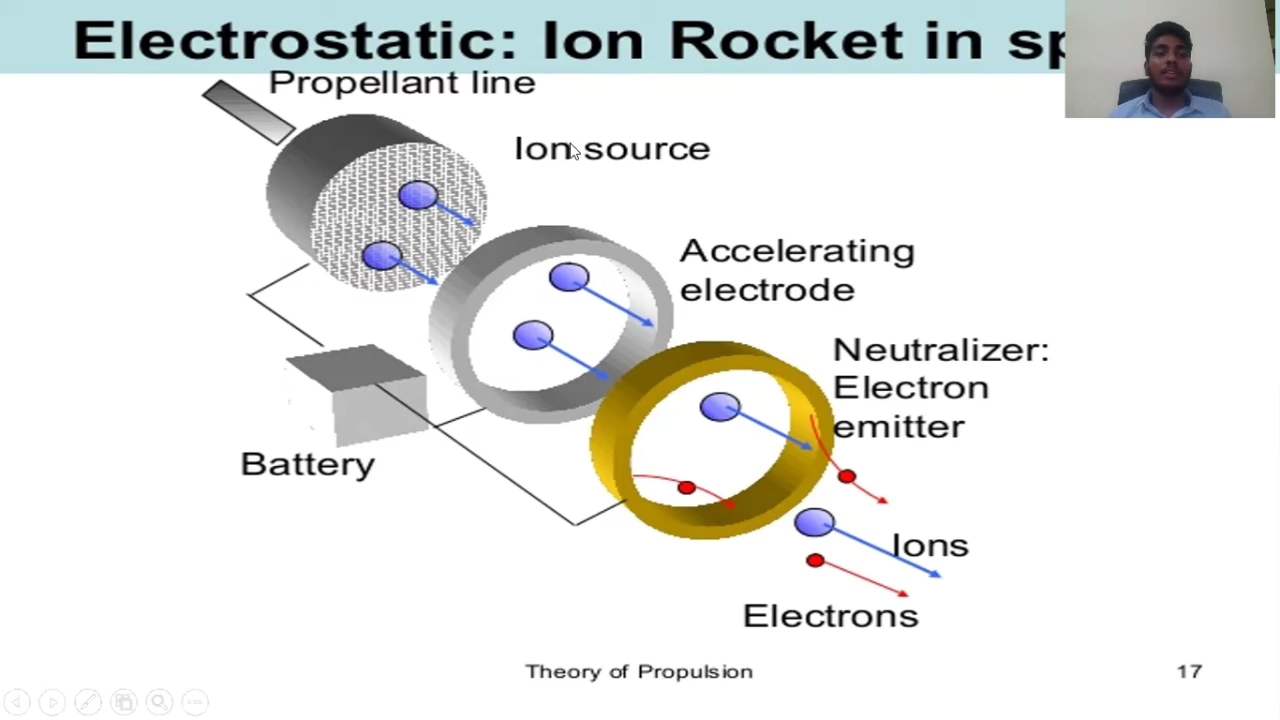 Electrostatic: Ion Rocket in sp
Propellant line
Ion source
Accelerating
electrode
Neutralizer:
Electron
emitter
Battery
Ions
Electrons
Theory of Propulsion
17